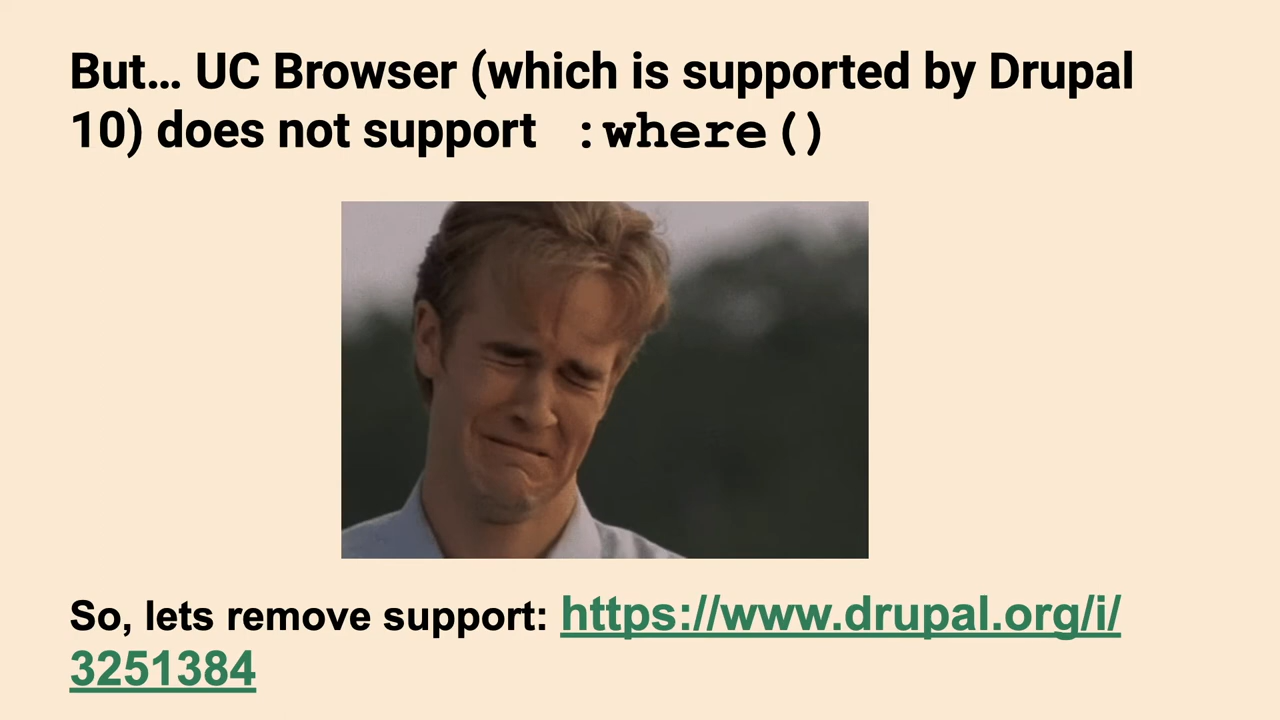 But… UC Browser (which is supported by Drupal
10) does not support :where()
So, lets remove support: https://www.drupal.org/i/
3251384